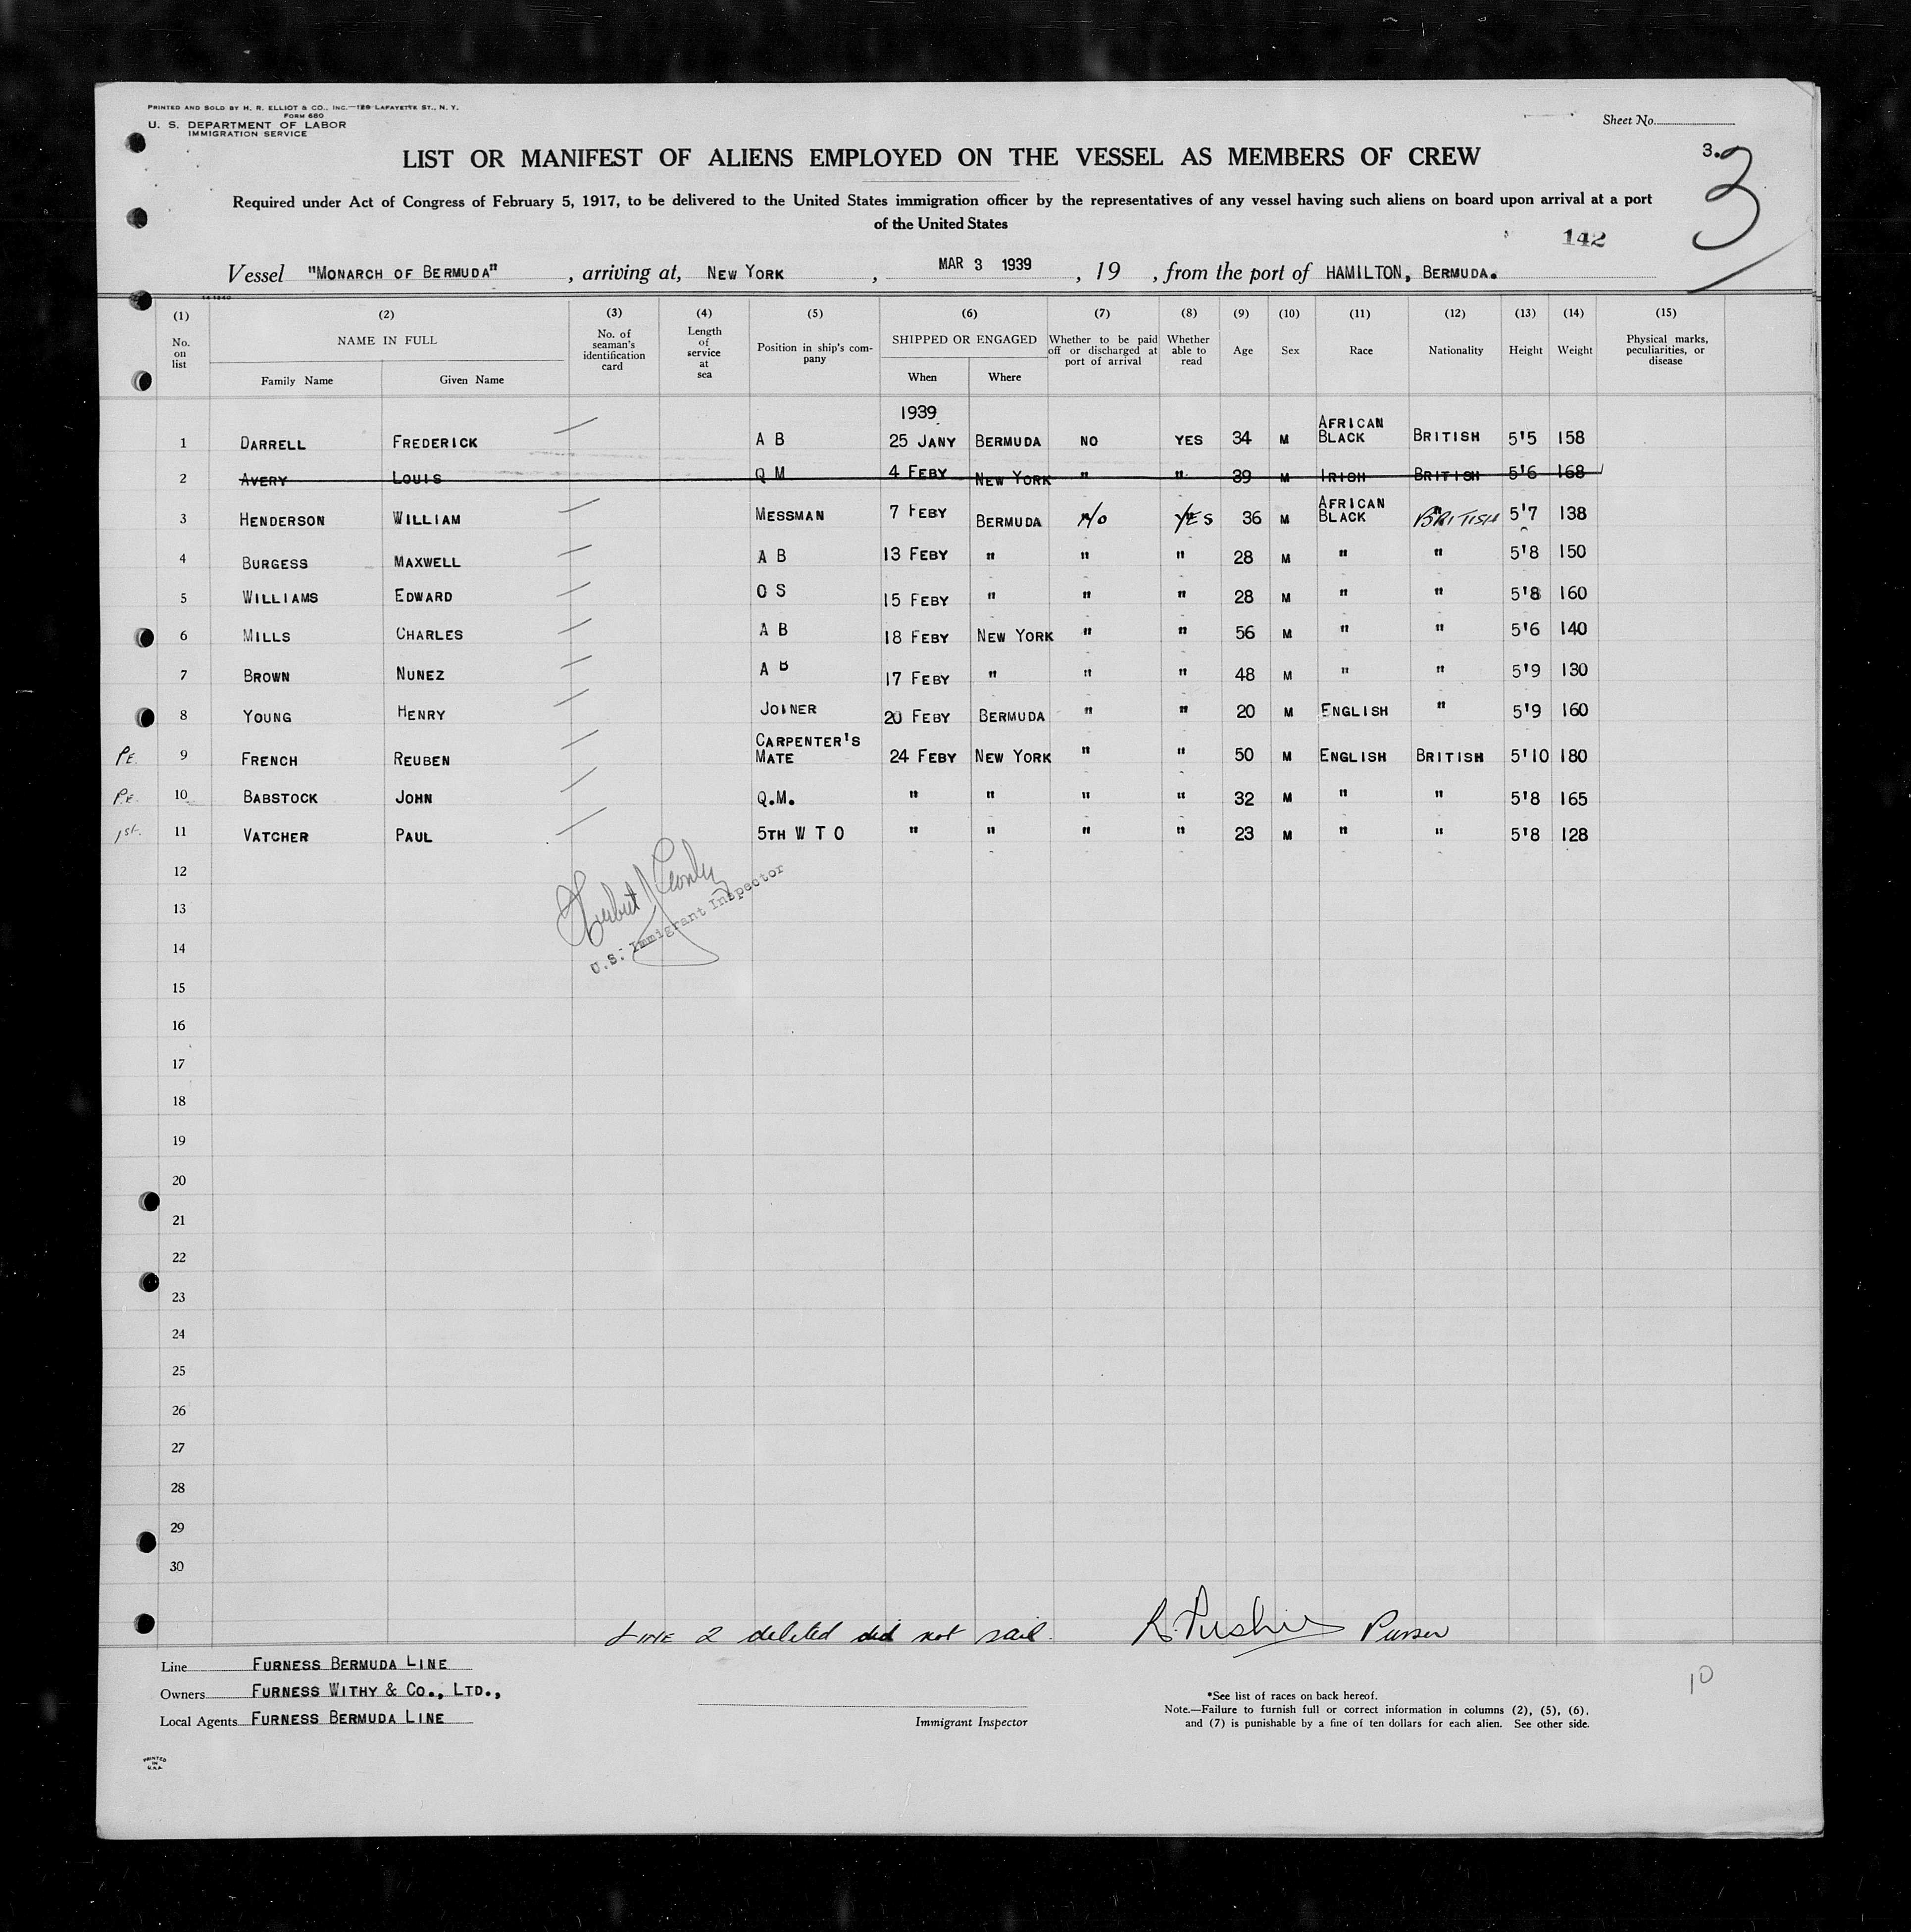 PRINTED AND SOLD BY H. R. ELLIOT & CO., INC.—129 LAFAYETTE ST., N. Y.
FORM 680
U. S. DEPARTMENT OF LABOR
IMMIGRATION SERVICE
Sheet No.
LIST OR MANIFEST OF ALIENS EMPLOYED ON THE VESSEL AS MEMBERS OF CREW
3.
3
Required under Act of Congress of February 5, 1917, to be delivered to the United States immigration officer by the representatives of any vessel having such aliens on board upon arrival at a port
of the United States
142
Vessel "MONARCH OF BERMUDA", arriving at, NEW YORK, MAR 3 1939, 19, from the port of HAMILTON, BERMUDA.
(1) (2) (3) (4) (5) (6) (7) (8) (9) (10) (11) (12) (13) (14) (15)
No. on list NAME IN FULL Family Name Given Name No. of seaman's identification card Length of service at sea Position in ship's company SHIPPED OR ENGAGED When Where Whether to be paid off or discharged at port of arrival Whether able to read Age Sex Race Nationality Height Weight Physical marks, peculiarities, or disease
1939
1 DARRELL FREDERICK A B 25 JANY BERMUDA NO YES 34 M AFRICAN BLACK BRITISH 5'5 158
2 AVERY LOUIS Q M 4 FEBY NEW YORK " " 39 M IRISH BRITISH 5'6 168
3 HENDERSON WILLIAM MESSMAN 7 FEBY BERMUDA No YES 36 M AFRICAN BLACK BRITISH 5'7 138
4 BURGESS MAXWELL A B 13 FEBY " " " 28 M " " 5'8 150
5 WILLIAMS EDWARD O S 15 FEBY " " " 28 M " " 5'8 160
6 MILLS CHARLES A B 18 FEBY NEW YORK " " 56 M " " 5'6 140
7 BROWN NUNEZ A B 17 FEBY " " " 48 M " " 5'9 130
8 YOUNG HENRY JOINER 20 FEBY BERMUDA " " 20 M ENGLISH " 5'9 160
P.E. 9 FRENCH REUBEN CARPENTER'S MATE 24 FEBY NEW YORK " " 50 M ENGLISH BRITISH 5'10 180
P.E. 10 BABSTOCK JOHN Q.M. " " " " 32 M " " 5'8 165
1st. 11 VATCHER PAUL 5TH W T O " " " " 23 M " " 5'8 128
12
U.S. Immigrant Inspector
13
14
15
16
17
18
19
20
21
22
23
24
25
26
27
28
29
30
LINE 2 deleted did not sail. Purser
Line FURNESS BERMUDA LINE
Owners FURNESS WITHY & CO., LTD.,
Local Agents FURNESS BERMUDA LINE
Immigrant Inspector
*See list of races on back hereof.
Note.—Failure to furnish full or correct information in columns (2), (5), (6),
and (7) is punishable by a fine of ten dollars for each alien. See other side.
10
PRINTED
IN
U.S.A.